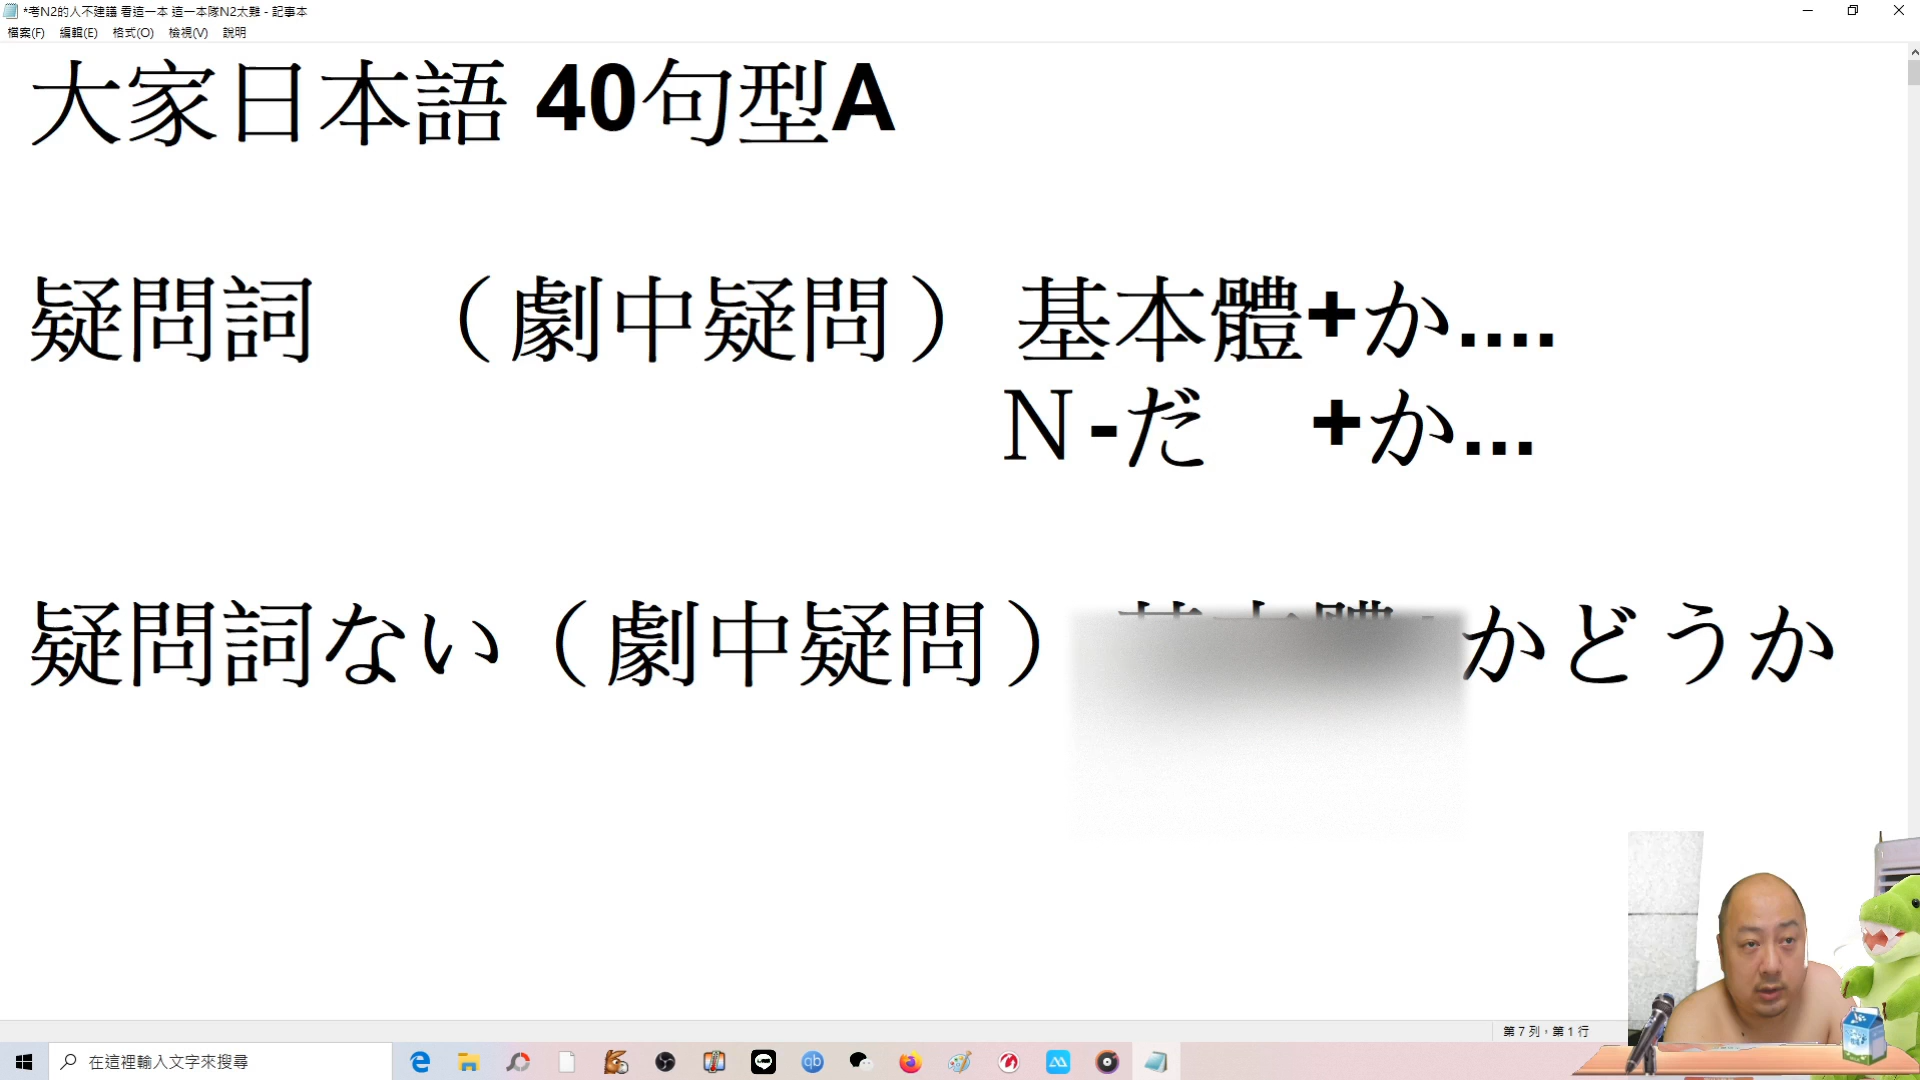 *考N2的人不建議 看這一本 這一本隊N2太難 - 記事本
檔案(F) 編輯(E) 格式(O) 檢視(V) 說明
大家日本語 40句型A
疑問詞 （劇中疑問） 基本體+か....
N-だ +か...
疑問詞ない（劇中疑問） かどうか
第 7 列，第 1 行
在這裡輸入文字來搜尋